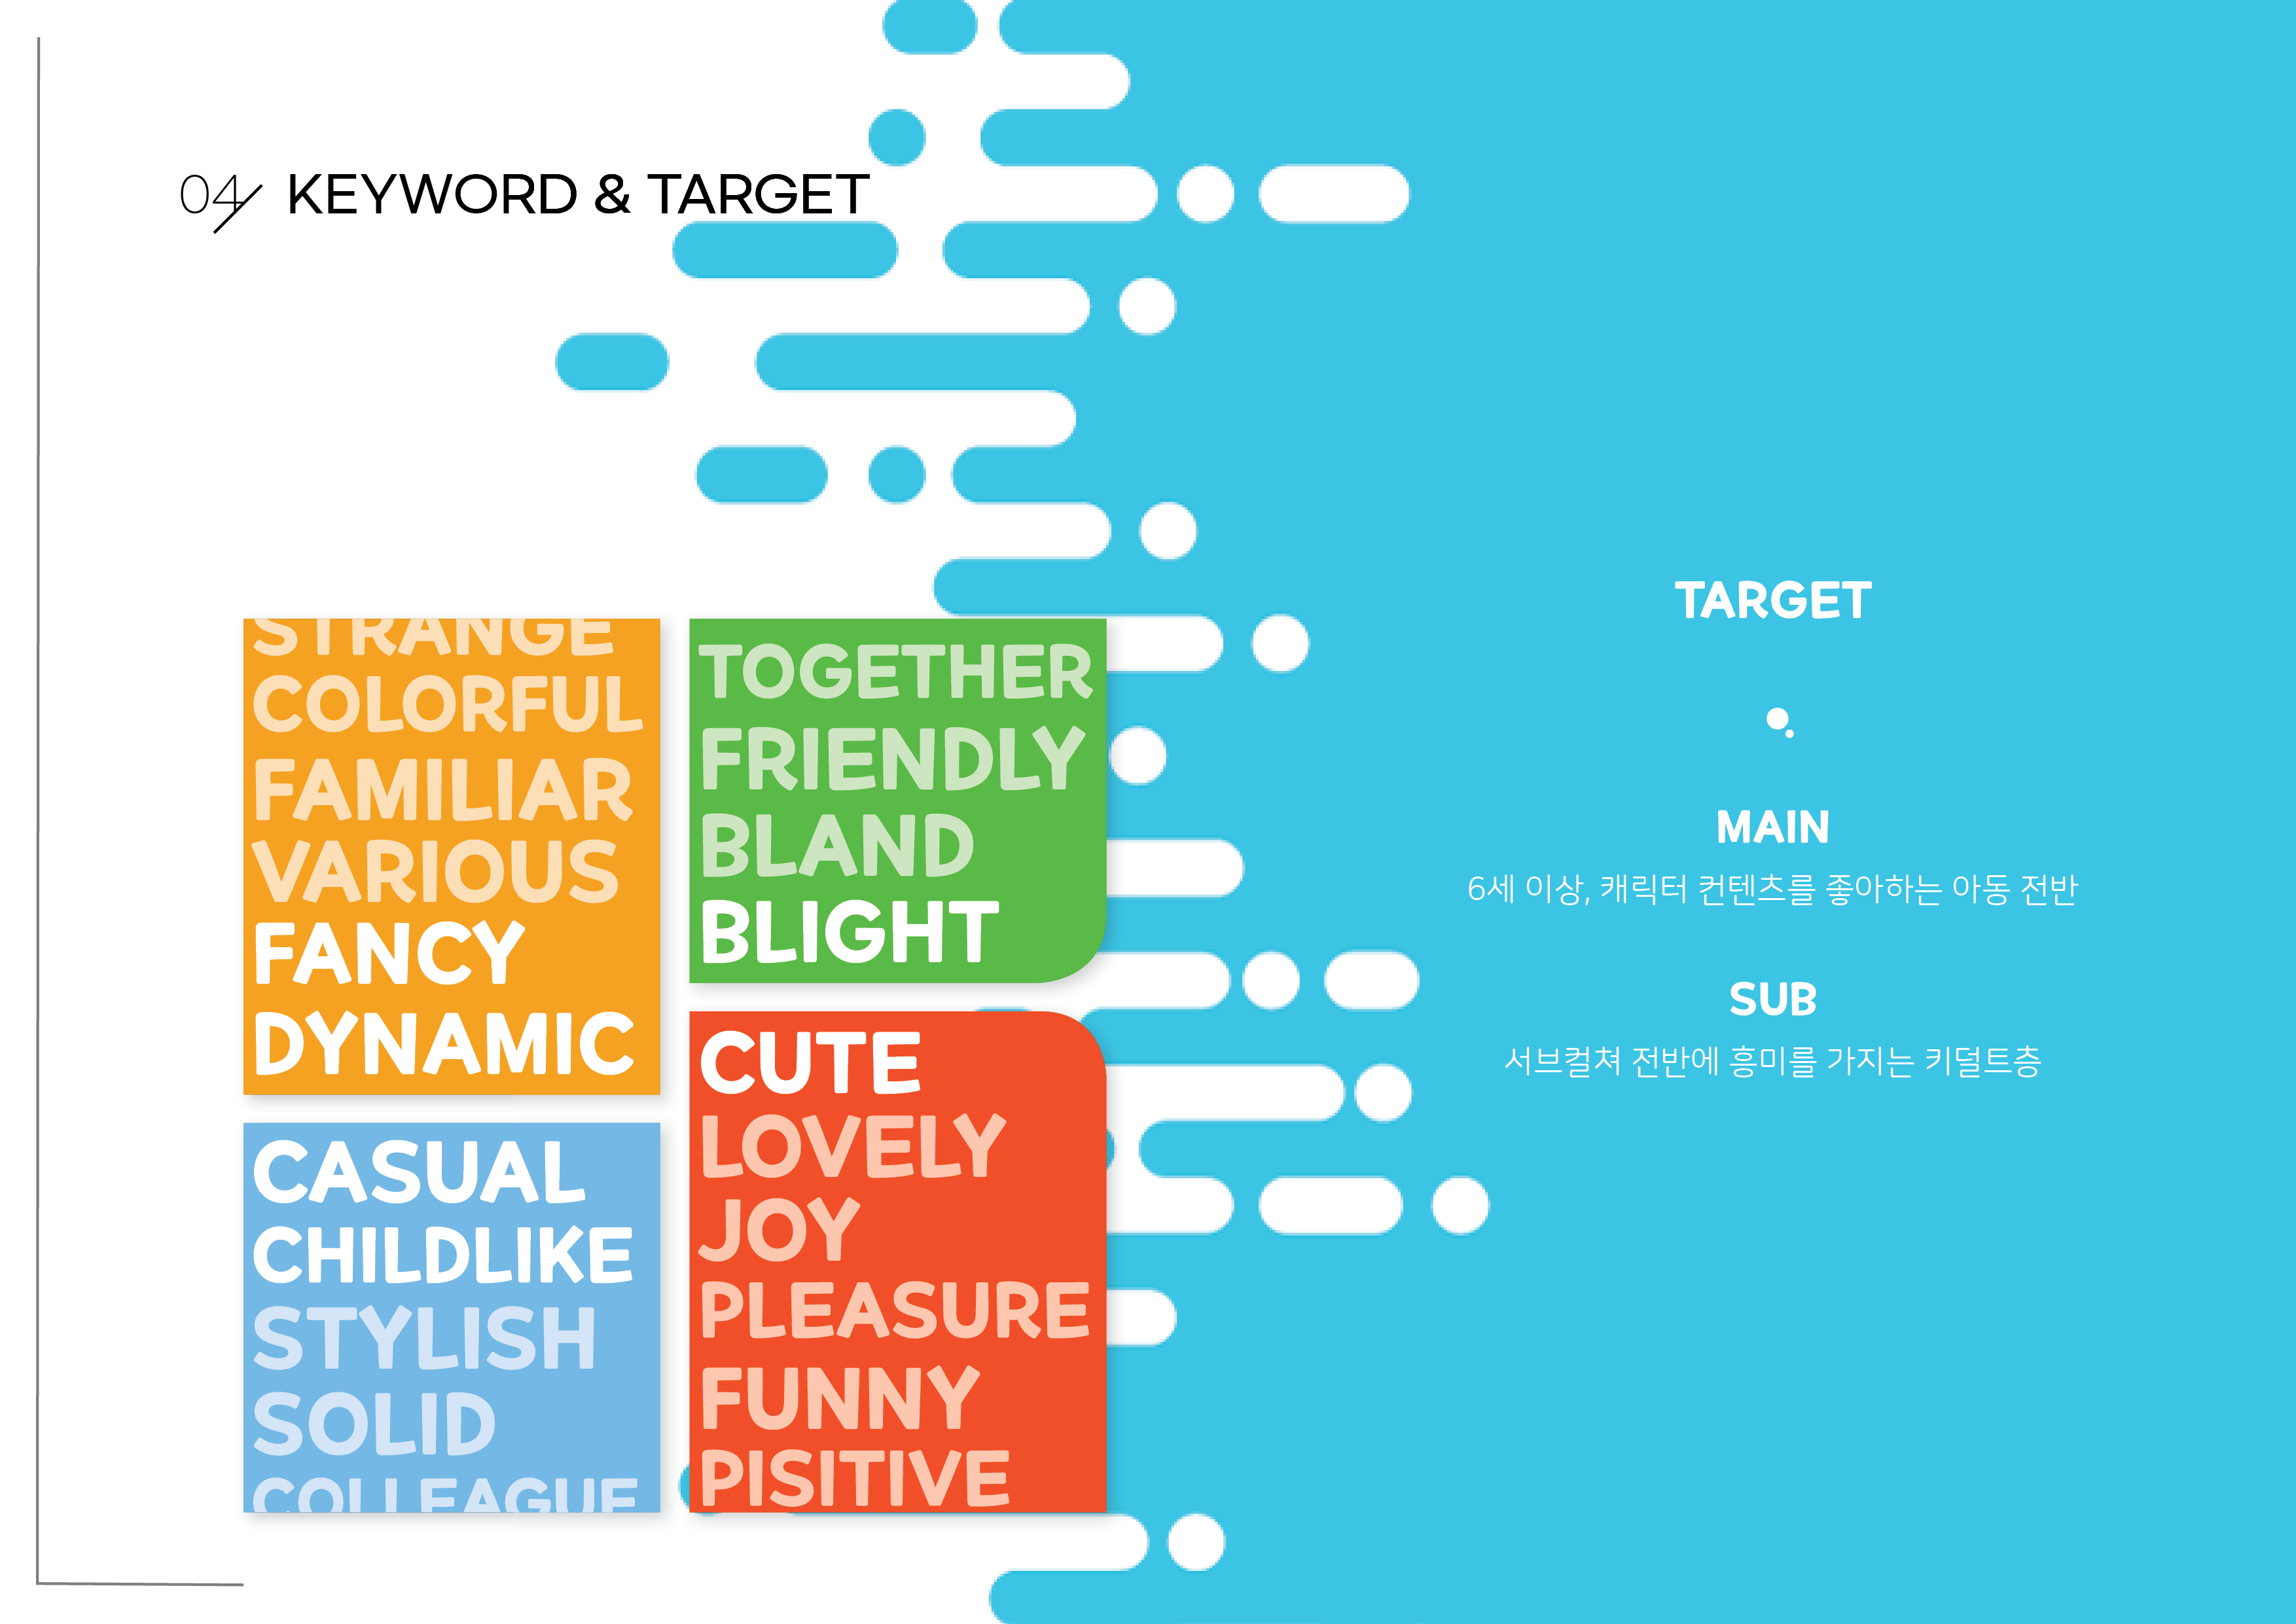 04/ KEYWORD & TARGET
STRANGE
COLORFUL
FAMILIAR
VARIOUS
FANCY
DYNAMIC
TOGETHER
FRIENDLY
BLAND
BLIGHT
CASUAL
CHILDLIKE
STYLISH
SOLID
COLLEAGUE
CUTE
LOVELY
JOY
PLEASURE
FUNNY
PISITIVE
TARGET
MAIN
6세 이상, 캐릭터 컨텐츠를 좋아하는 아동 전반
SUB
서브컬쳐 전반에 흥미를 가지는 키덜트층